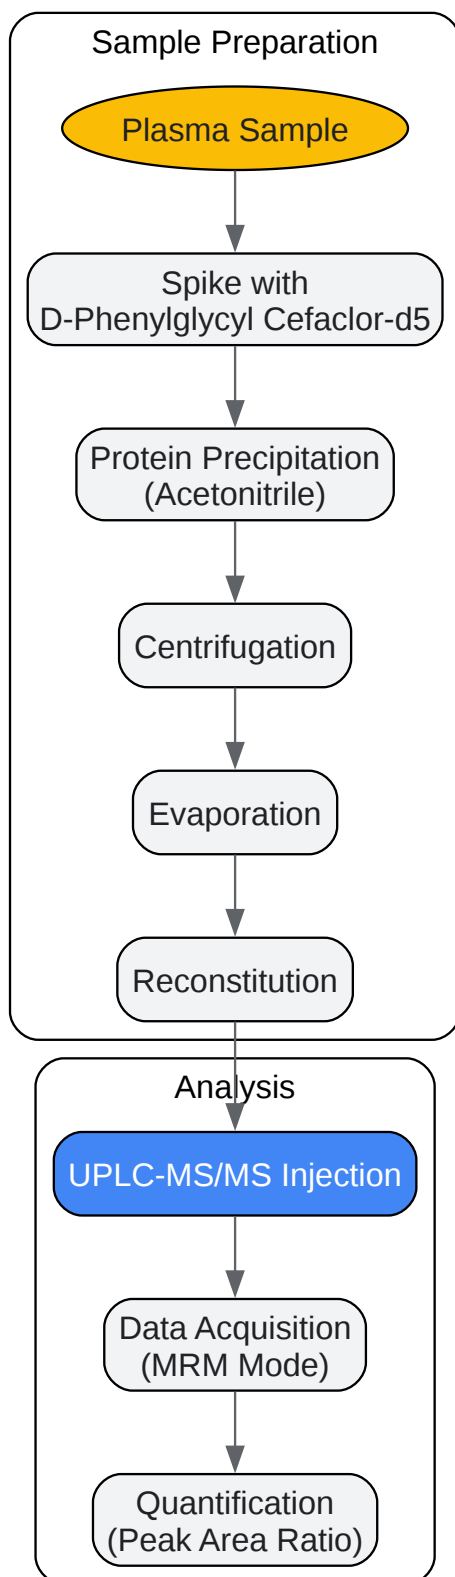 Sample Preparation
Plasma Sample
Spike with
D-Phenylglycyl Cefaclor-d5
Protein Precipitation
(Acetonitrile)
Centrifugation
Evaporation
Reconstitution
Analysis
UPLC-MS/MS Injection
Data Acquisition
(MRM Mode)
Quantification
(Peak Area Ratio)